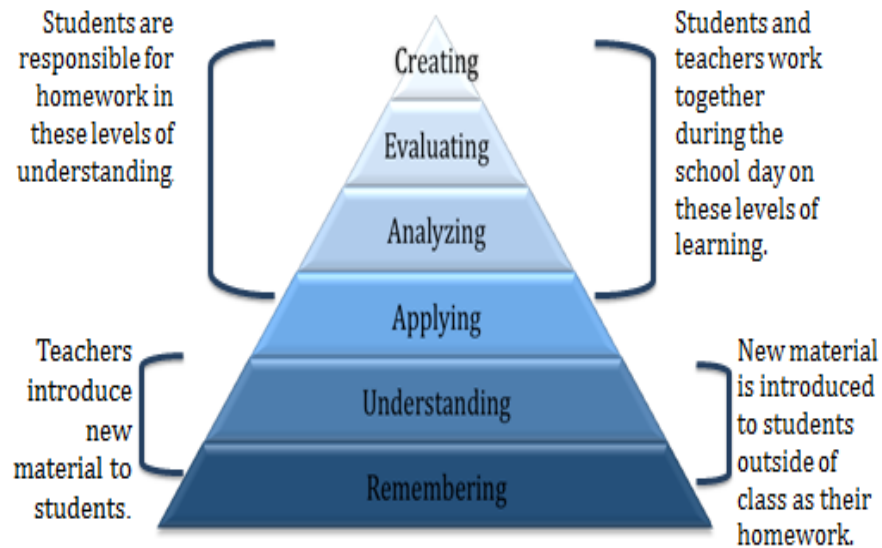 Students are
responsible for
homework in
these levels of
understanding.
Students and
teachers work
together
during the
school day on
these levels of
learning.
Creating
Evaluating
Analyzing
Applying
Understanding
Remembering
Teachers
introduce
new
material to
students.
New material
is introduced
to students
outside of
class as their
homework.